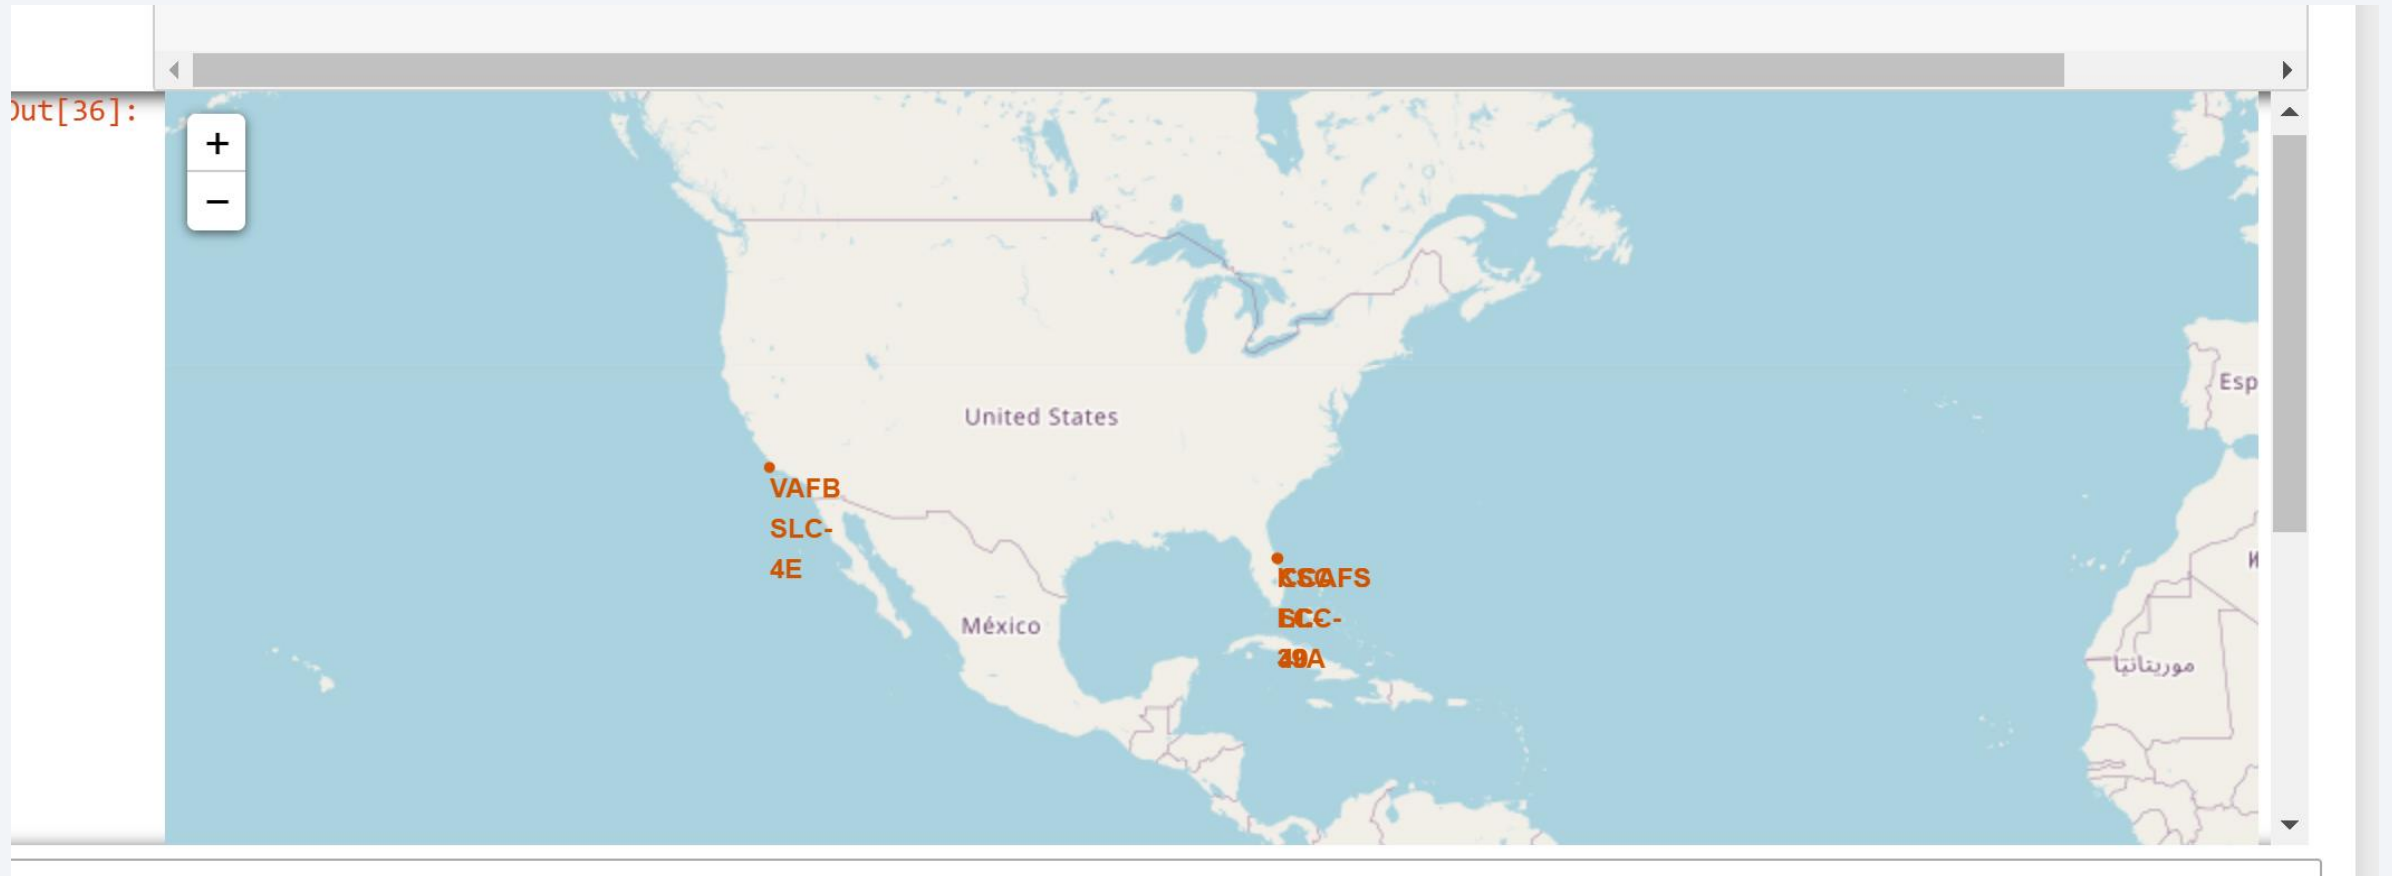 Out[36]:
+
−
Esp
United States
VAFB
SLC-
4E
México
موريتانيا